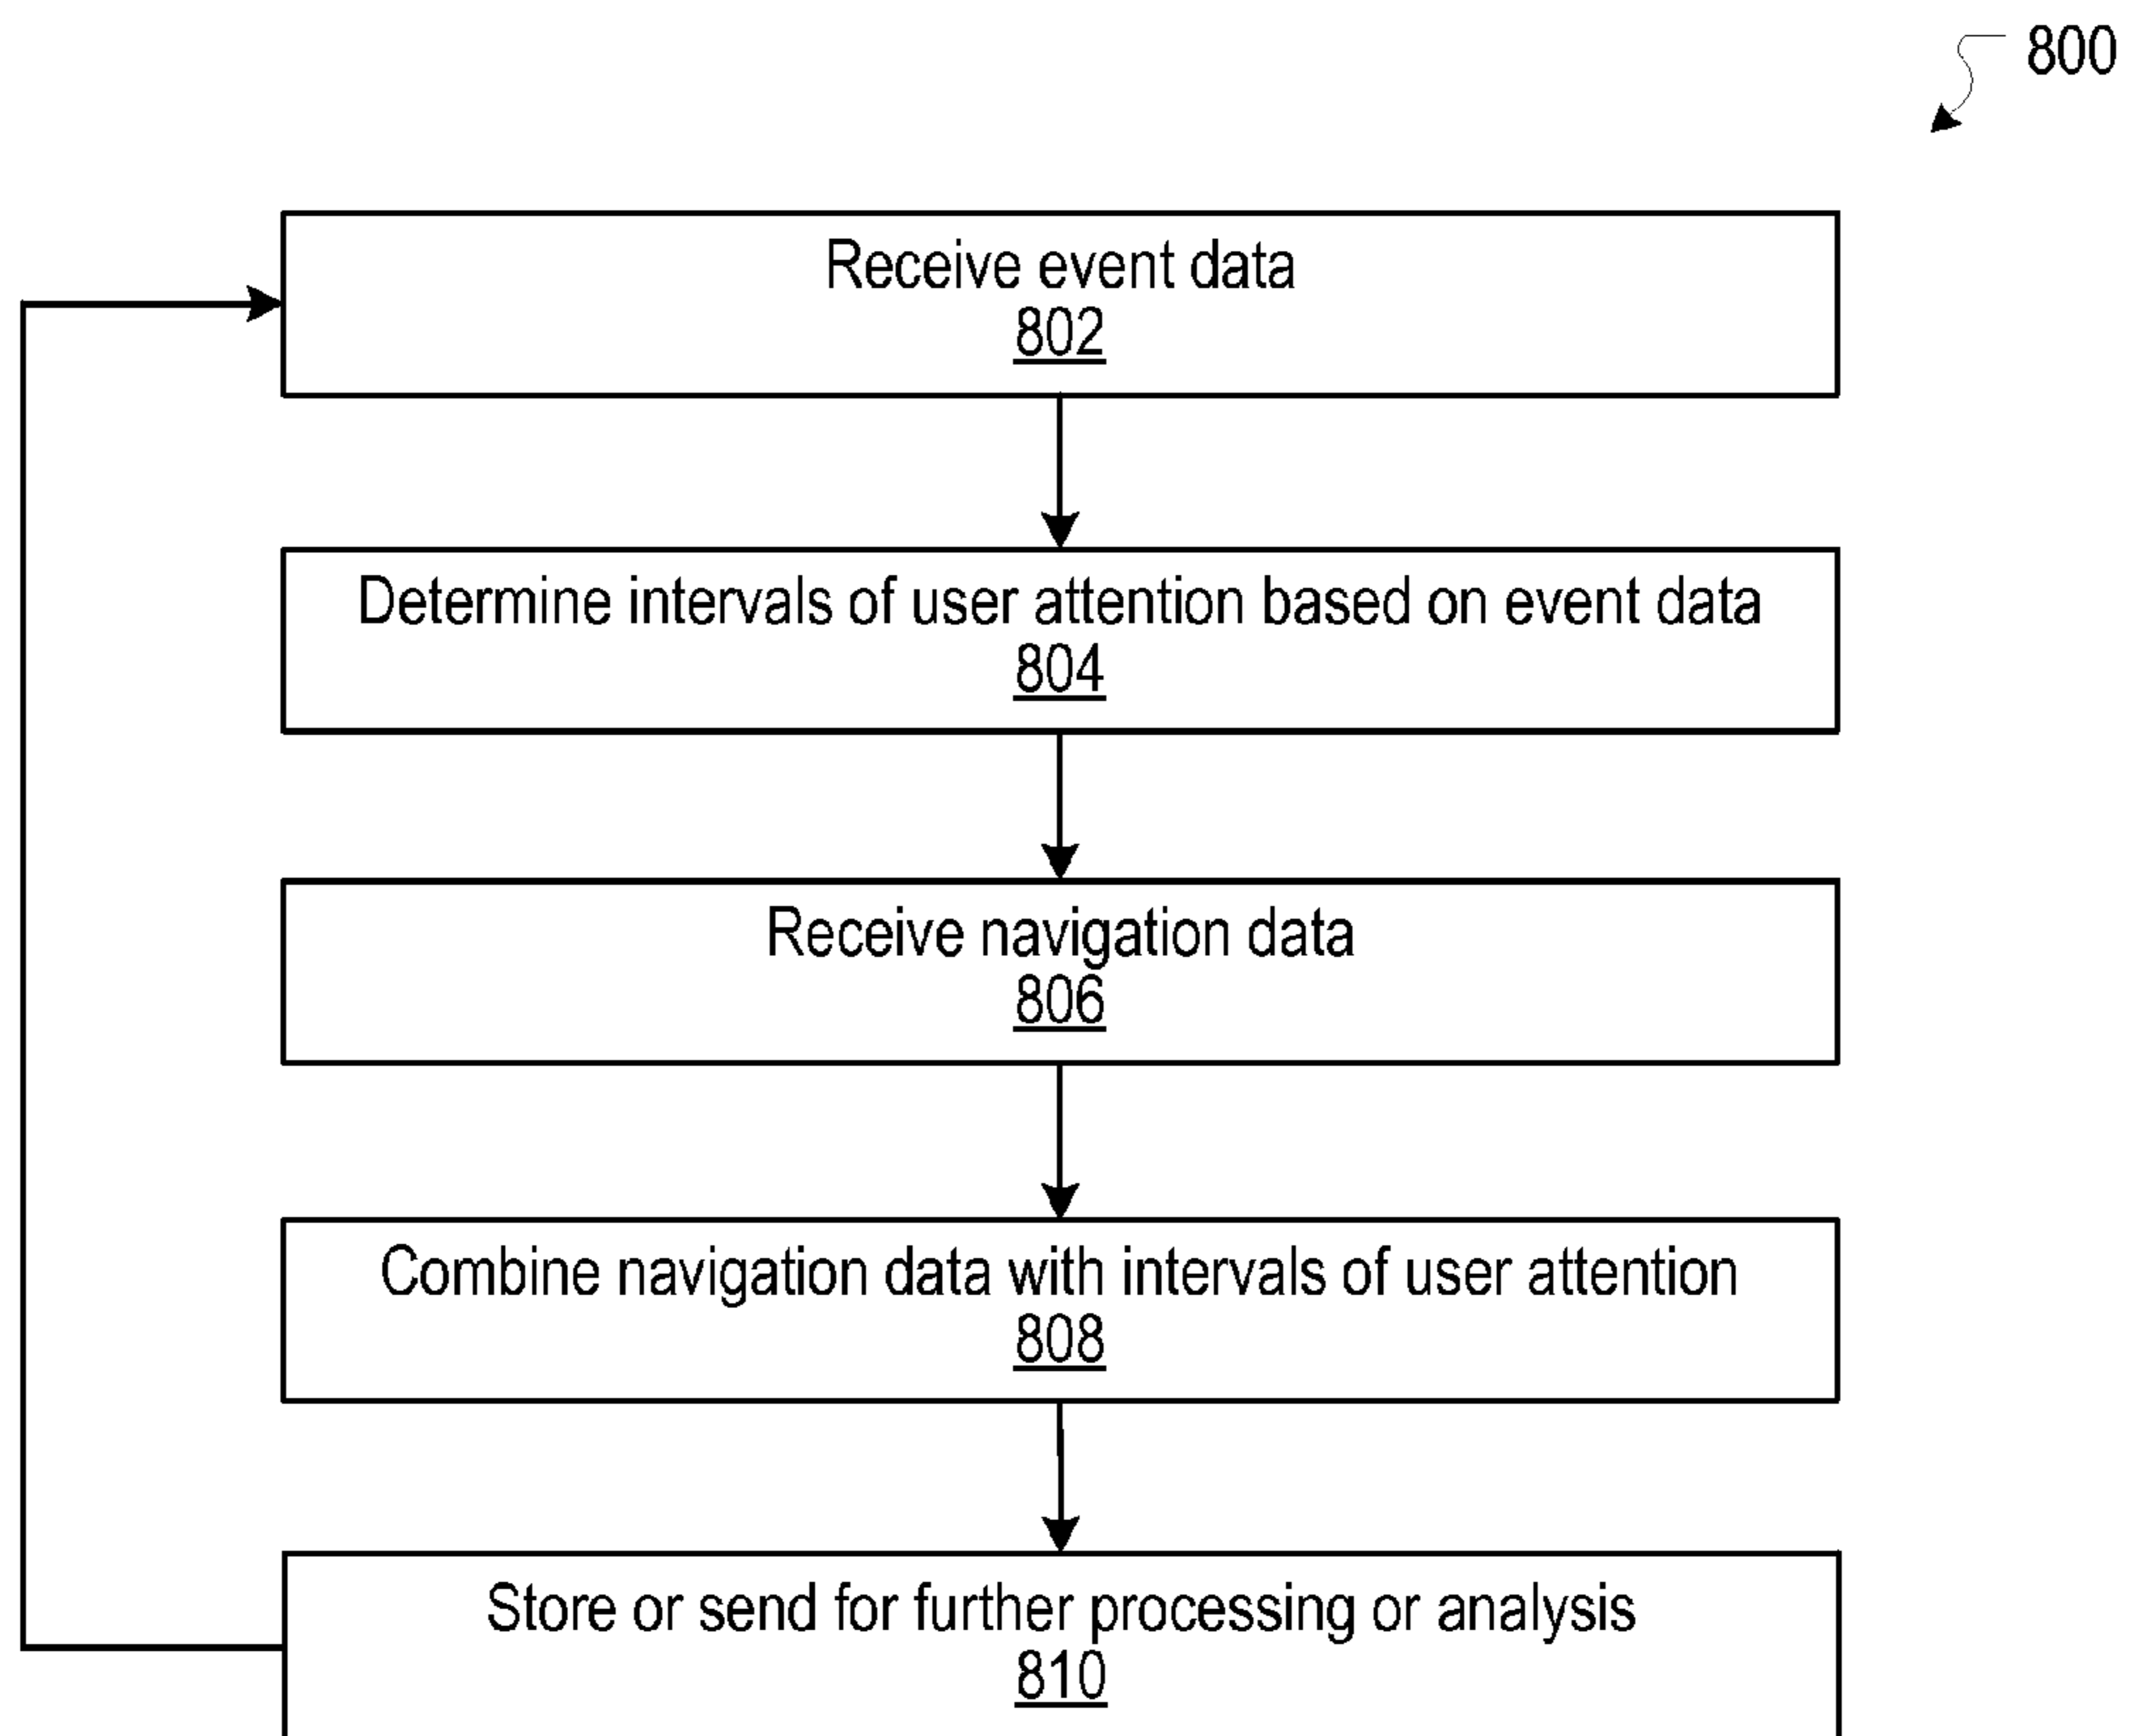 800
Receive event data
802
Determine intervals of user attention based on event data
804
Receive navigation data
806
Combine navigation data with intervals of user attention
808
Store or send for further processing or analysis
810